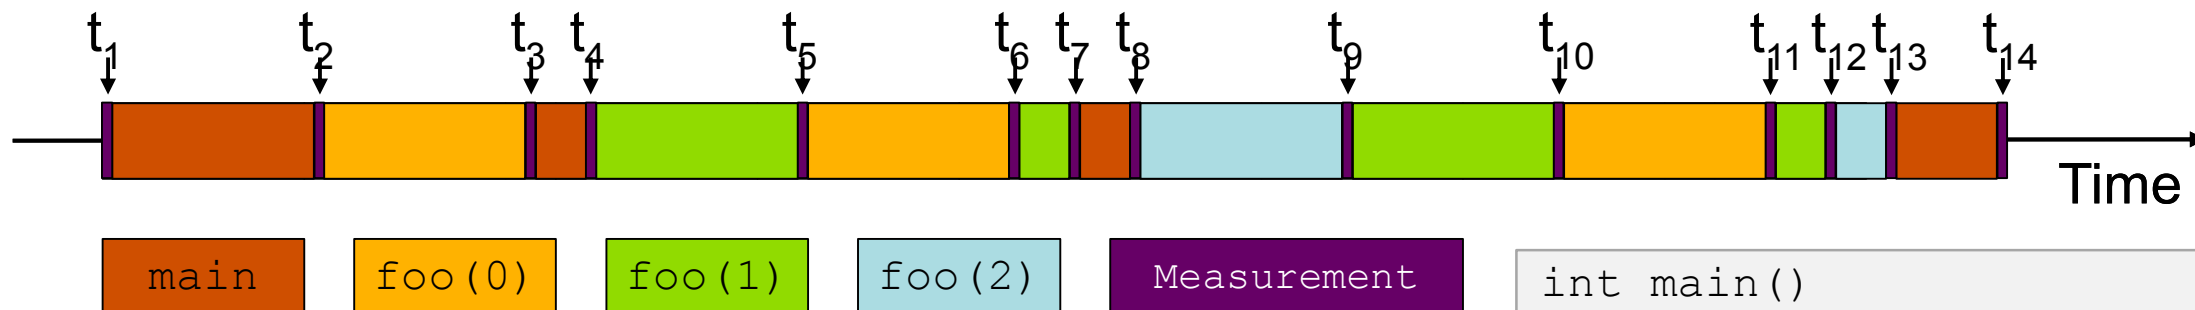 t1 t2 t3 t4 t5 t6 t7 t8 t9 t10 t11 t12 t13 t14
Time
main foo(0) foo(1) foo(2) Measurement int main()